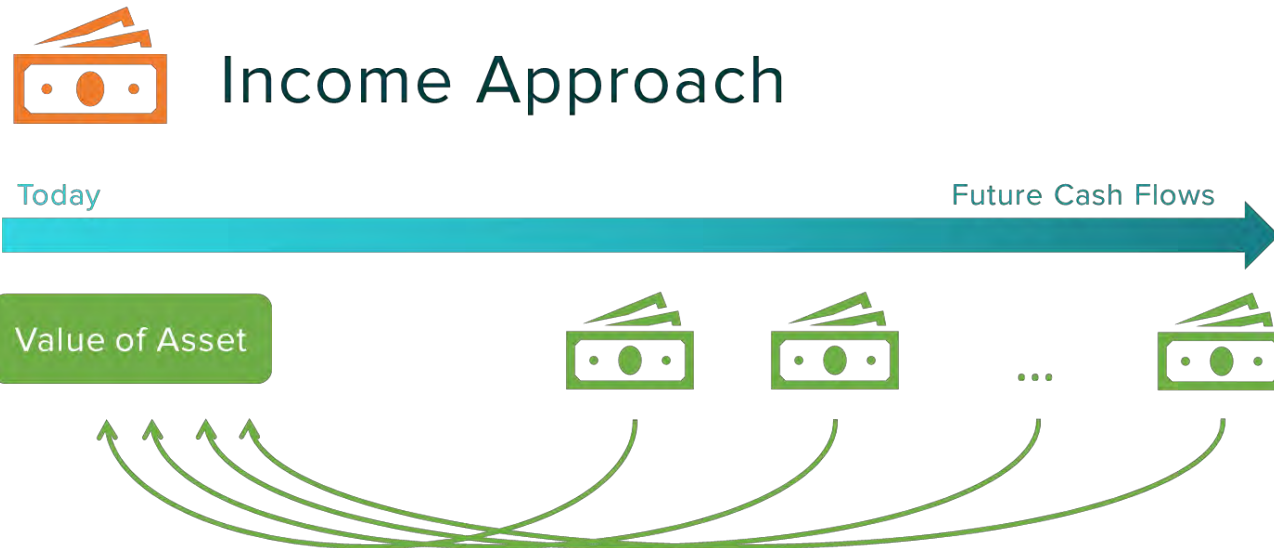 Income Approach
Today
Future Cash Flows
Value of Asset
...